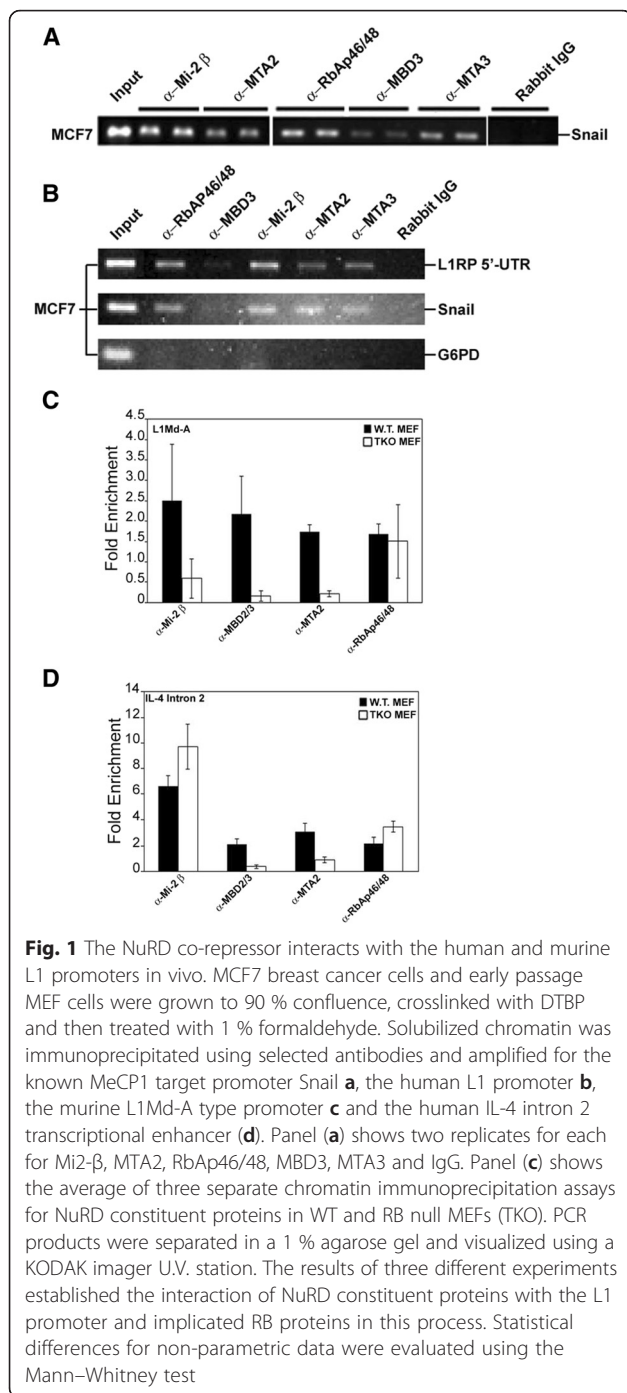 A
Input
α–Mi-2 β
α–MTA2
α–RbAp46/48
α–MBD3
α–MTA3
Rabbit IgG
MCF7
Snail
B
Input
α–RbAP46/48
α–MBD3
α–Mi-2 β
α–MTA2
α–MTA3
Rabbit IgG
L1RP 5'-UTR
MCF7
Snail
G6PD
C
L1Md-A
W.T. MEF
TKO MEF
Fold Enrichment
4.5
4.0
3.5
3.0
2.5
2.0
1.5
1.0
0.5
0
α-Mi-2 β
α-MBD2/3
α-MTA2
α-RbAp46/48
D
IL-4 Intron 2
W.T. MEF
TKO MEF
Fold Enrichment
14
12
10
8
6
4
2
0
α-Mi-2 β
α-MBD2/3
α-MTA2
α-RbAp46/48
Fig. 1 The NuRD co-repressor interacts with the human and murine
L1 promoters in vivo. MCF7 breast cancer cells and early passage
MEF cells were grown to 90 % confluence, crosslinked with DTBP
and then treated with 1 % formaldehyde. Solubilized chromatin was
immunoprecipitated using selected antibodies and amplified for the
known MeCP1 target promoter Snail a, the human L1 promoter b,
the murine L1Md-A type promoter c and the human IL-4 intron 2
transcriptional enhancer (d). Panel (a) shows two replicates for each
for Mi2-β, MTA2, RbAp46/48, MBD3, MTA3 and IgG. Panel (c) shows
the average of three separate chromatin immunoprecipitation assays
for NuRD constituent proteins in WT and RB null MEFs (TKO). PCR
products were separated in a 1 % agarose gel and visualized using a
KODAK imager U.V. station. The results of three different experiments
established the interaction of NuRD constituent proteins with the L1
promoter and implicated RB proteins in this process. Statistical
differences for non-parametric data were evaluated using the
Mann–Whitney test